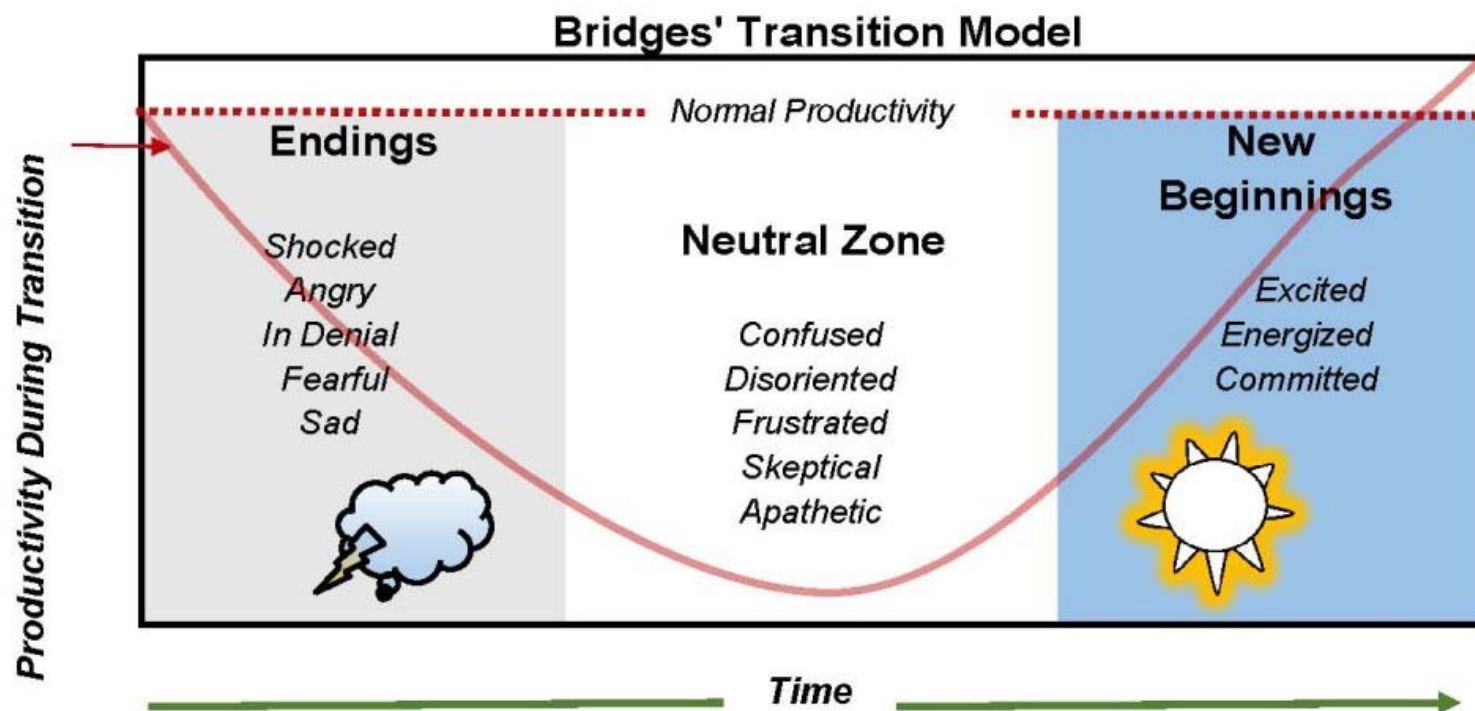 Bridges' Transition Model
Normal Productivity
Productivity During Transition
Endings
Shocked
Angry
In Denial
Fearful
Sad
Neutral Zone
Confused
Disoriented
Frustrated
Skeptical
Apathetic
New
Beginnings
Excited
Energized
Committed
Time